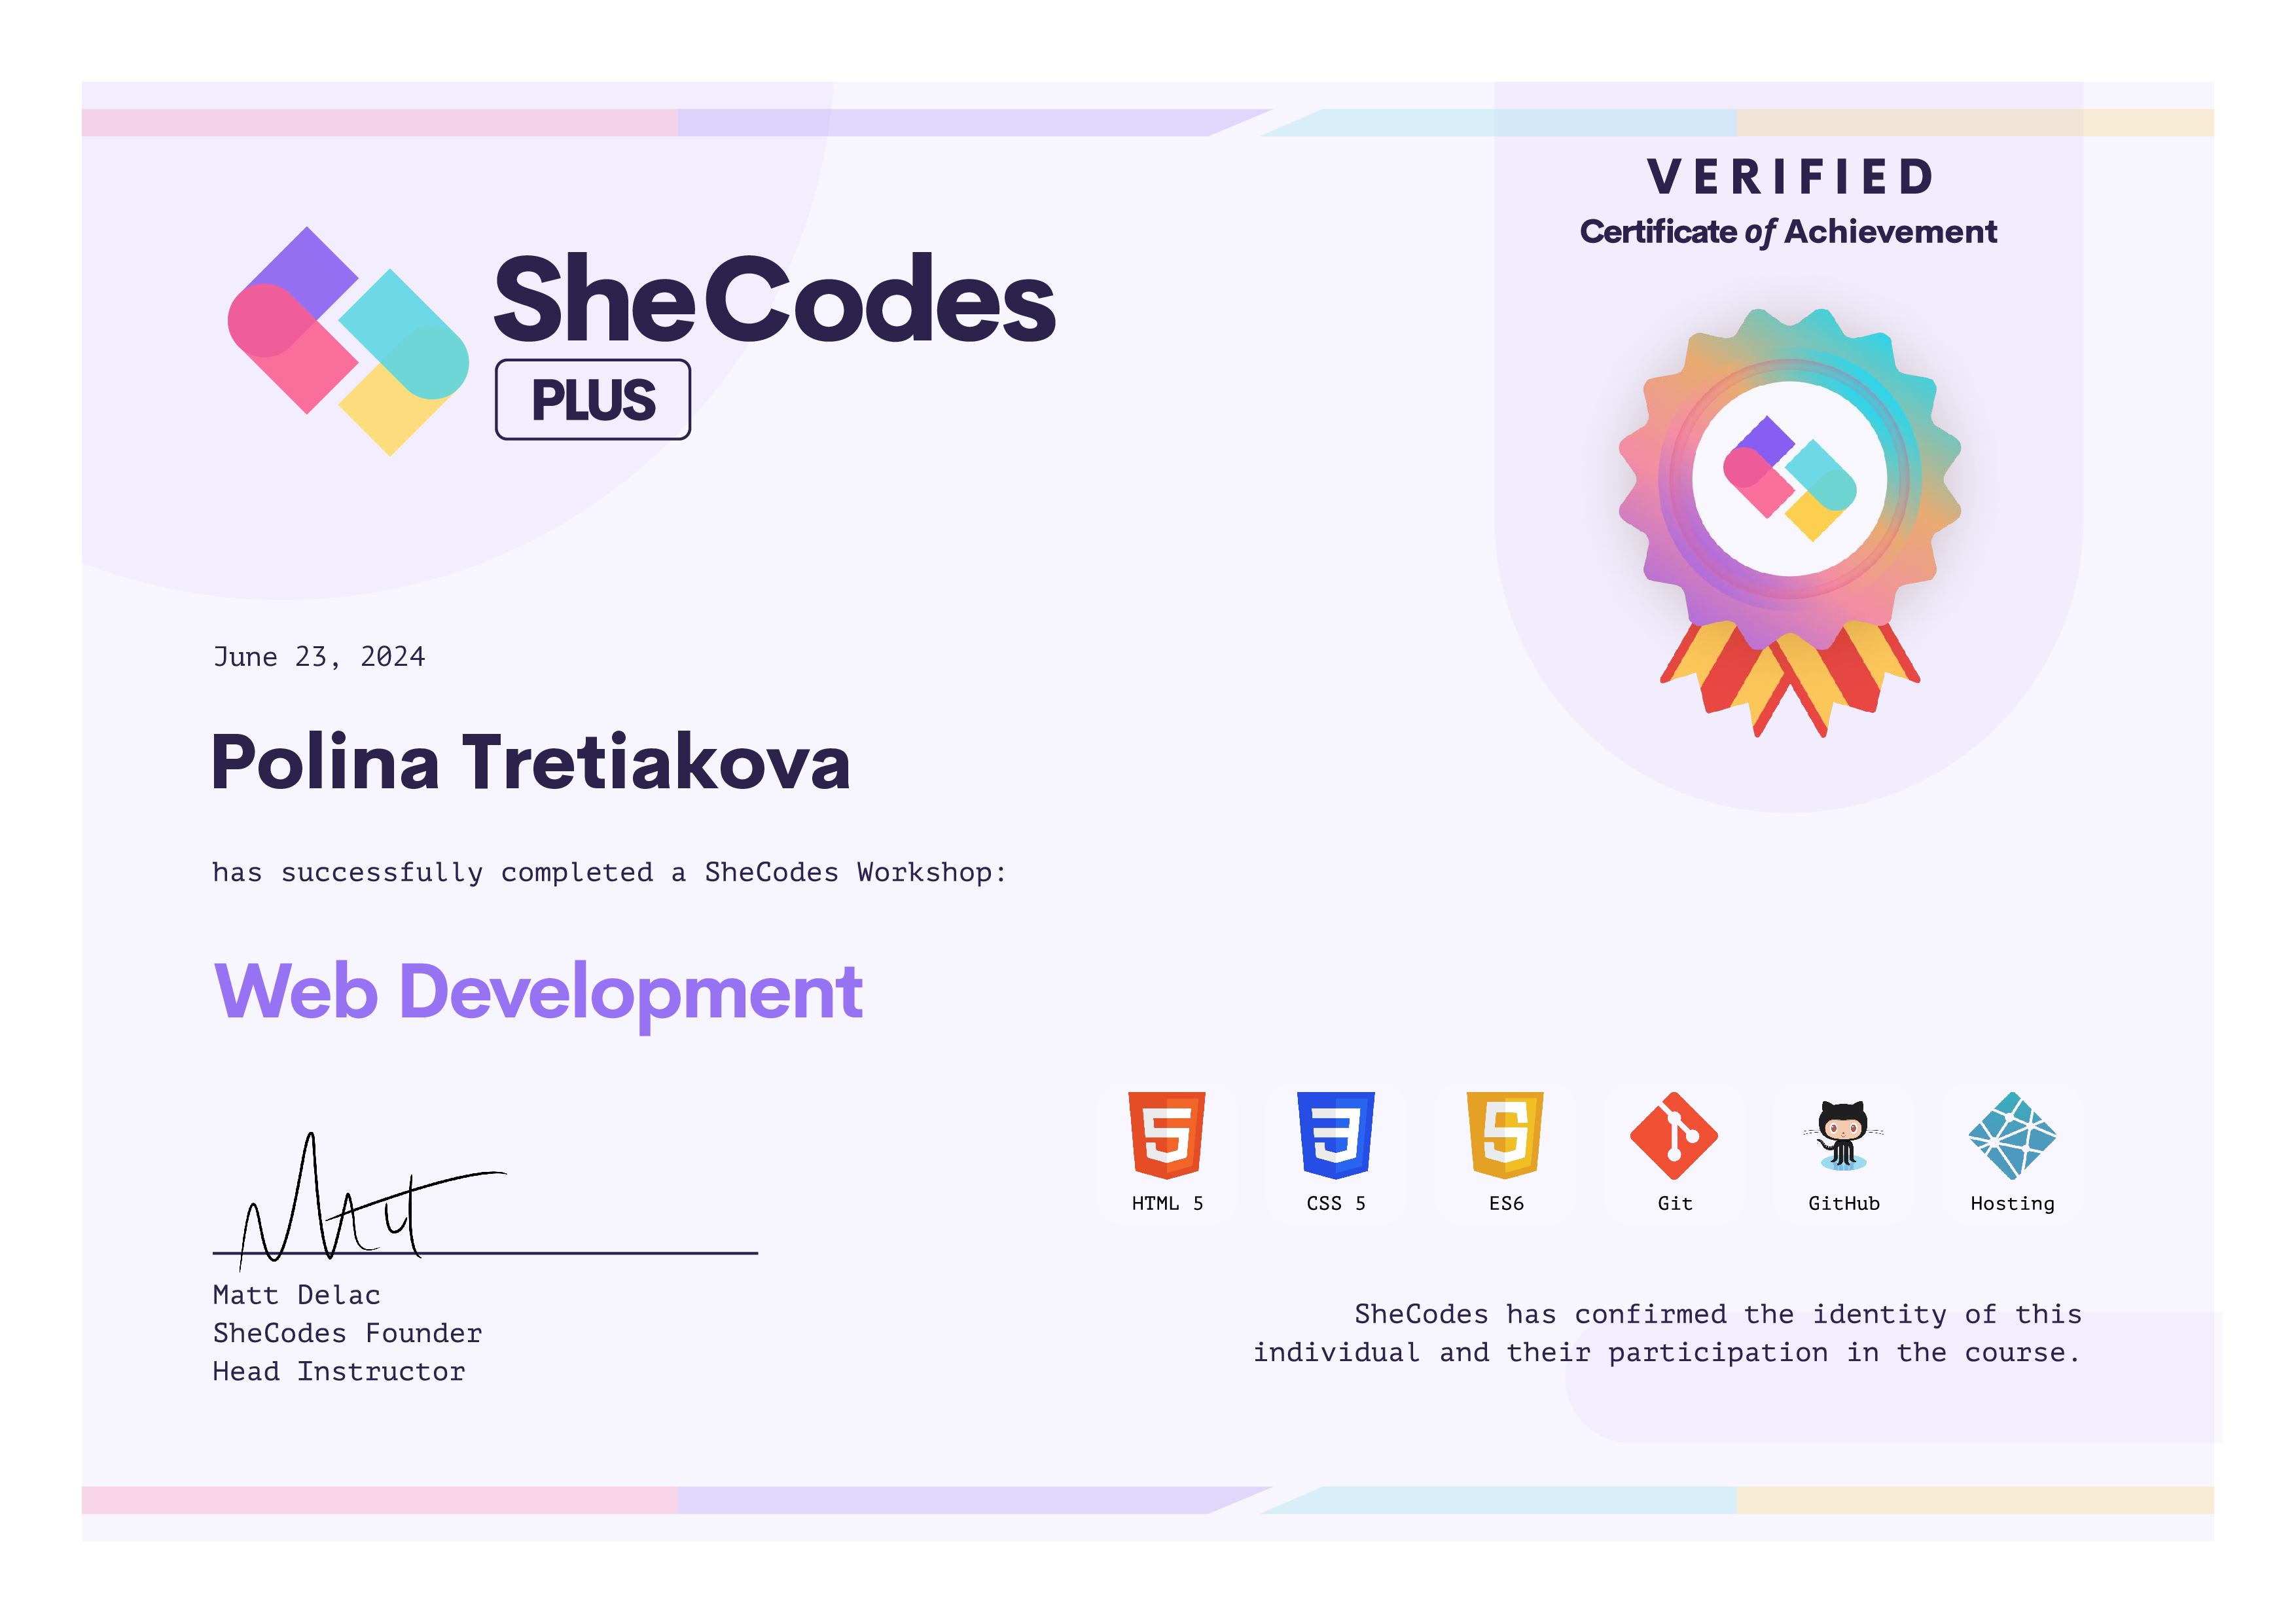 VERIFIED
Certificate of Achievement
SheCodes
PLUS
June 23, 2024
Polina Tretiakova
has successfully completed a SheCodes Workshop:
Web Development
HTML 5
CSS 5
ES6
Git
GitHub
Hosting
Matt
Matt Delac
SheCodes Founder
Head Instructor
SheCodes has confirmed the identity of this
individual and their participation in the course.